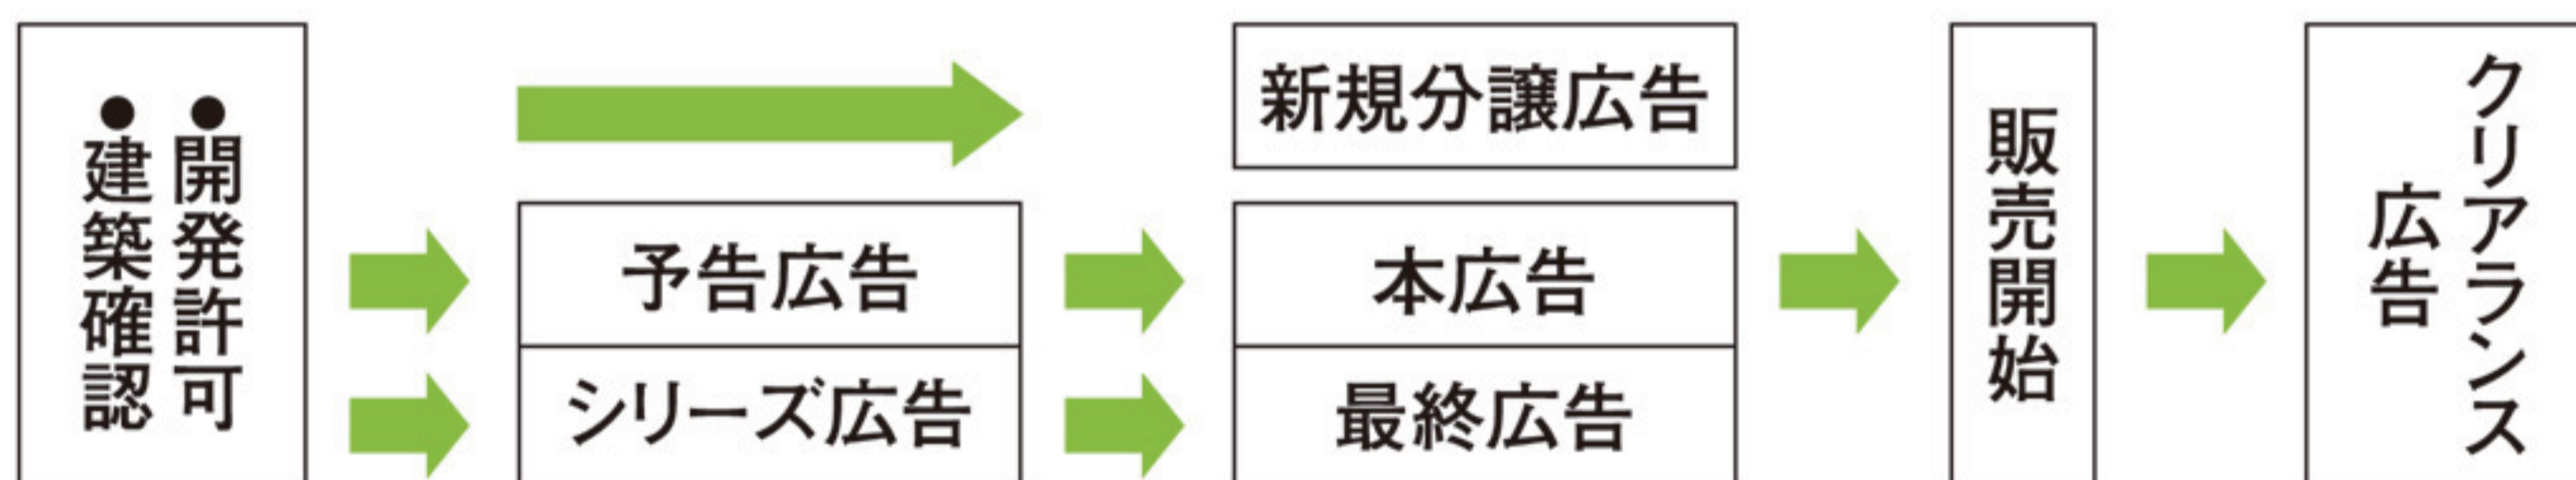 ●開発許可
●建築確認
新規分譲広告
予告広告
本広告
シリーズ広告
最終広告
販売開始
クリアランス
広告